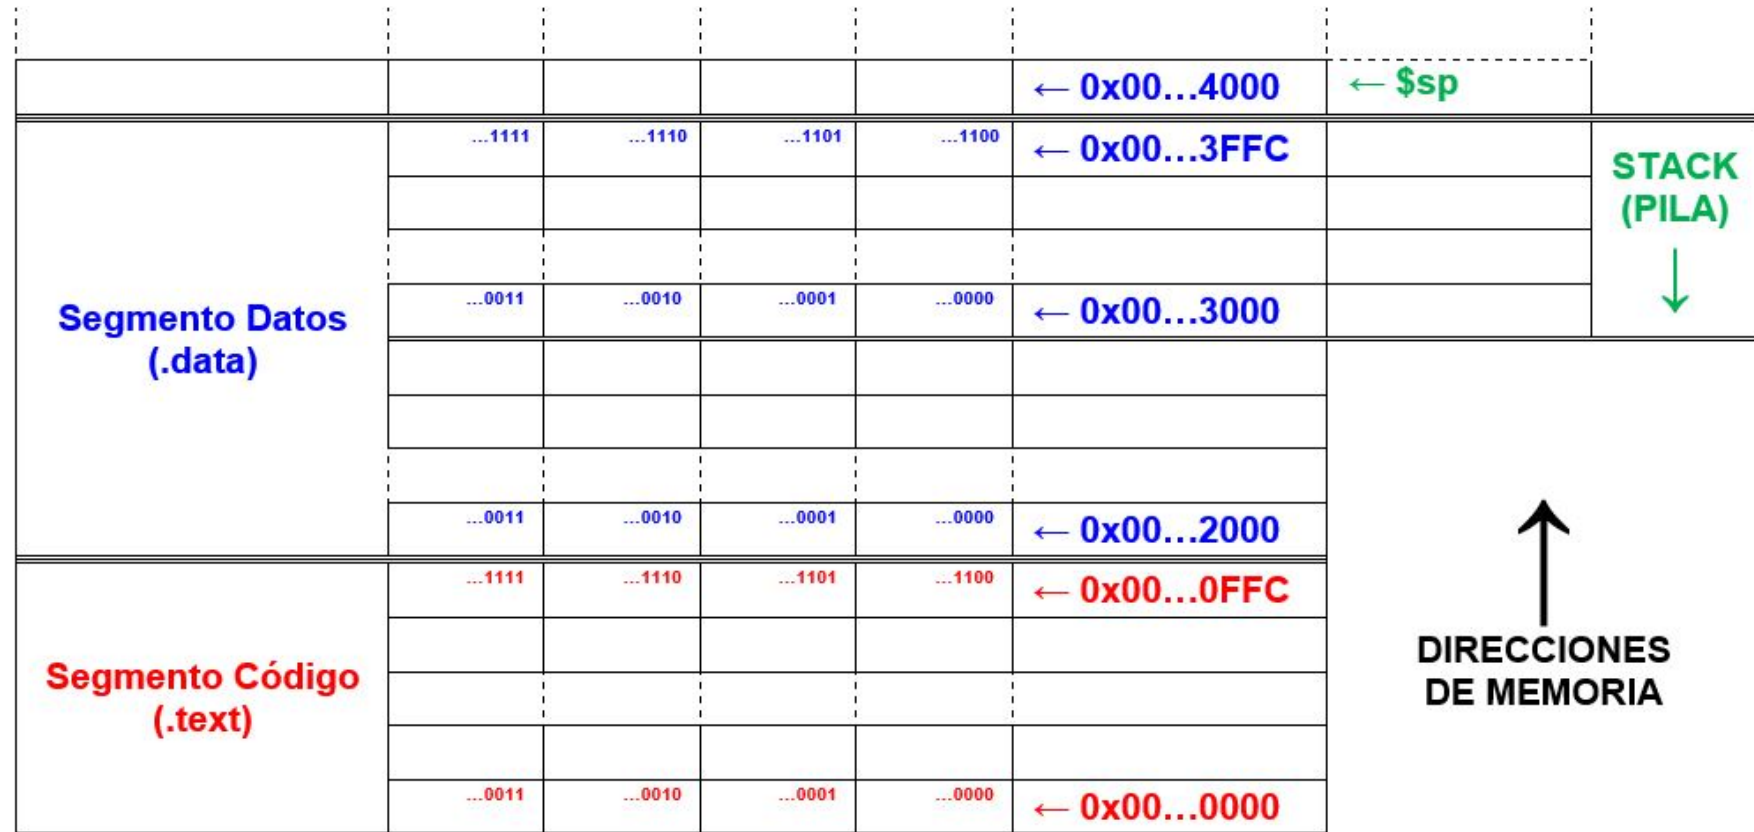 ← 0x00...4000 ← $sp
...1111 ...1110 ...1101 ...1100 ← 0x00...3FFC
STACK
(PILA)
↓
...0011 ...0010 ...0001 ...0000 ← 0x00...3000
Segmento Datos
(.data)
...0011 ...0010 ...0001 ...0000 ← 0x00...2000
...1111 ...1110 ...1101 ...1100 ← 0x00...0FFC
Segmento Código
(.text)
↑
DIRECCIONES
DE MEMORIA
...0011 ...0010 ...0001 ...0000 ← 0x00...0000